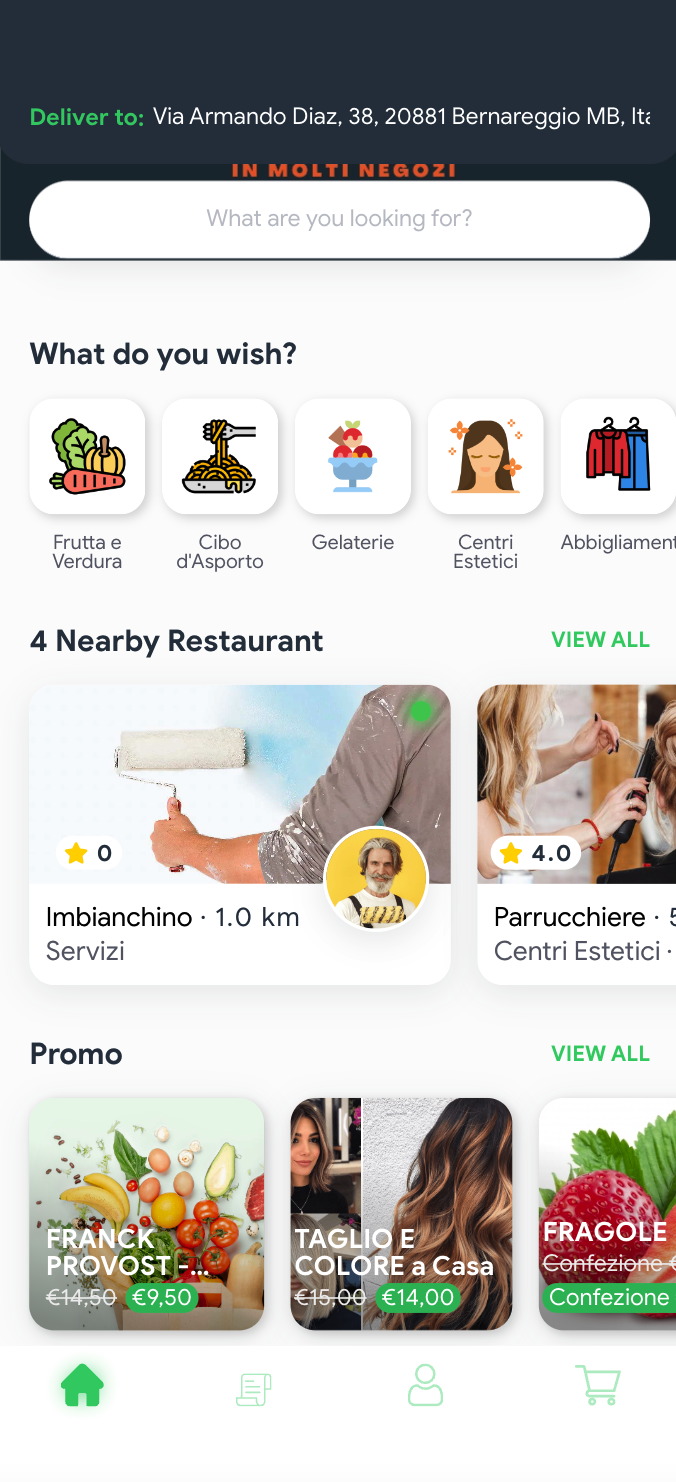 Deliver to: Via Armando Diaz, 38, 20881 Bernareggio MB, Ita
IN MOLTI NEGOZI
What are you looking for?
What do you wish?
Frutta e
Verdura
Cibo
d'Asporto
Gelaterie
Centri
Estetici
Abbigliament
4 Nearby Restaurant
VIEW ALL
0
Imbianchino · 1.0 km
Servizi
4.0
Parrucchiere · 5
Centri Estetici ·
Promo
VIEW ALL
FRANCK
PROVOST -...
€14,50 €9,50
TAGLIO E
COLORE a Casa
€15,00 €14,00
FRAGOLE
Confezione €
Confezione